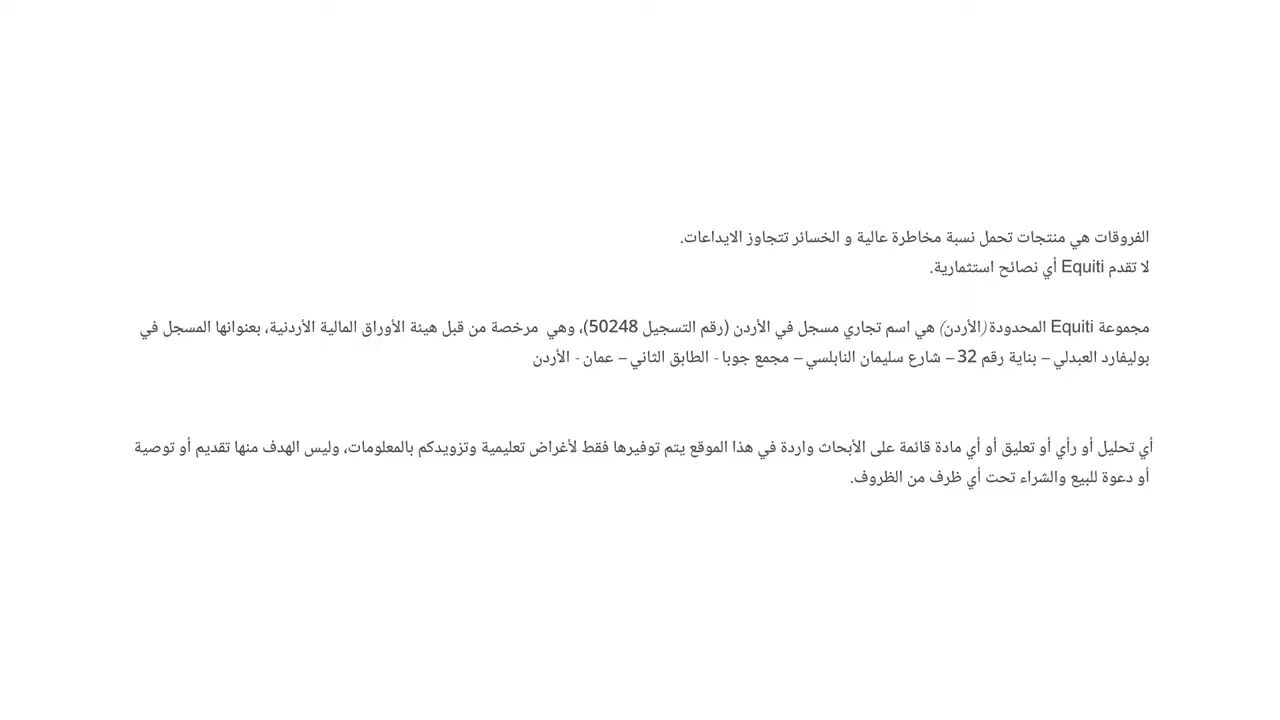 الفروقات هي منتجات تحمل نسبة مخاطرة عالية و الخسائر تتجاوز الايداعات.
لا تقدم Equiti أي نصائح استثمارية.
مجموعة Equiti المحدودة (الأردن) هي اسم تجاري مسجل في الأردن (رقم التسجيل 50248)، وهي مرخصة من قبل هيئة الأوراق المالية الأردنية، بعنوانها المسجل في
بوليفارد العبدلي – بناية رقم 32 – شارع سليمان النابلسي – مجمع جوبا - الطابق الثاني – عمان - الأردن
أي تحليل أو رأي أو تعليق أو أي مادة قائمة على الأبحاث واردة في هذا الموقع يتم توفيرها فقط لأغراض تعليمية وتزويدكم بالمعلومات، وليس الهدف منها تقديم أو توصية
أو دعوة للبيع والشراء تحت أي ظرف من الظروف.